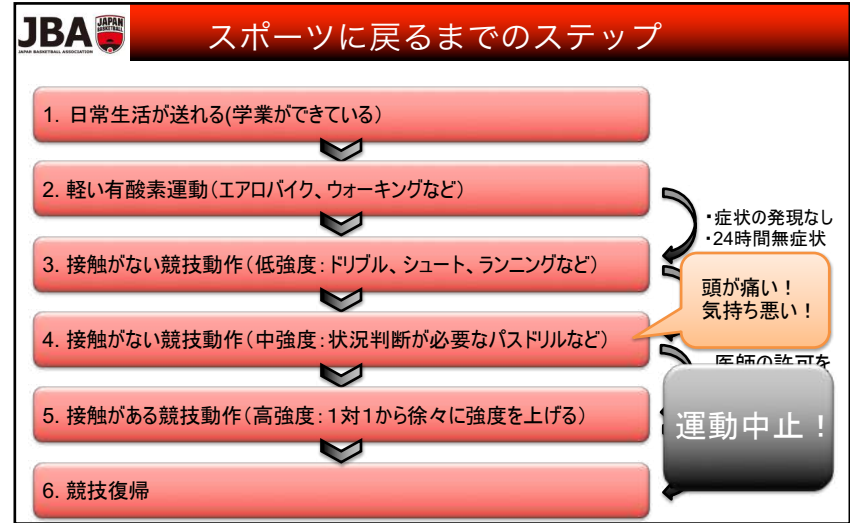 JBA
JAPAN BASKETBALL ASSOCIATION
JAPAN
BASKETBALL
スポーツに戻るまでのステップ
1. 日常生活が送れる(学業ができている)
2. 軽い有酸素運動(エアロバイク、ウォーキングなど)
・症状の発現なし
・24時間無症状
3. 接触がない競技動作(低強度:ドリブル、シュート、ランニングなど)
頭が痛い!
気持ち悪い!
4. 接触がない競技動作(中強度:状況判断が必要なパスドリルなど)
医師の許可を
5. 接触がある競技動作(高強度:1対1から徐々に強度を上げる)
運動中止!
6. 競技復帰